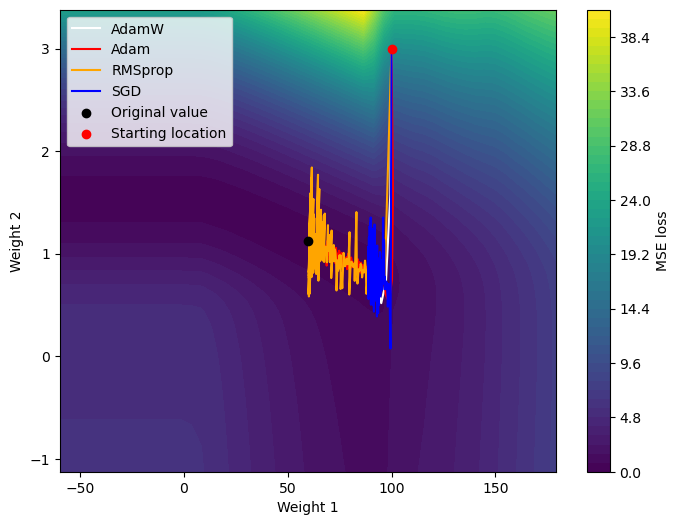 AdamW
Adam
RMSprop
SGD
Original value
Starting location
3
2
1
0
−1
Weight 2
−50
0
50
100
150
Weight 1
38.4
33.6
28.8
24.0
19.2
14.4
9.6
4.8
0.0
MSE loss